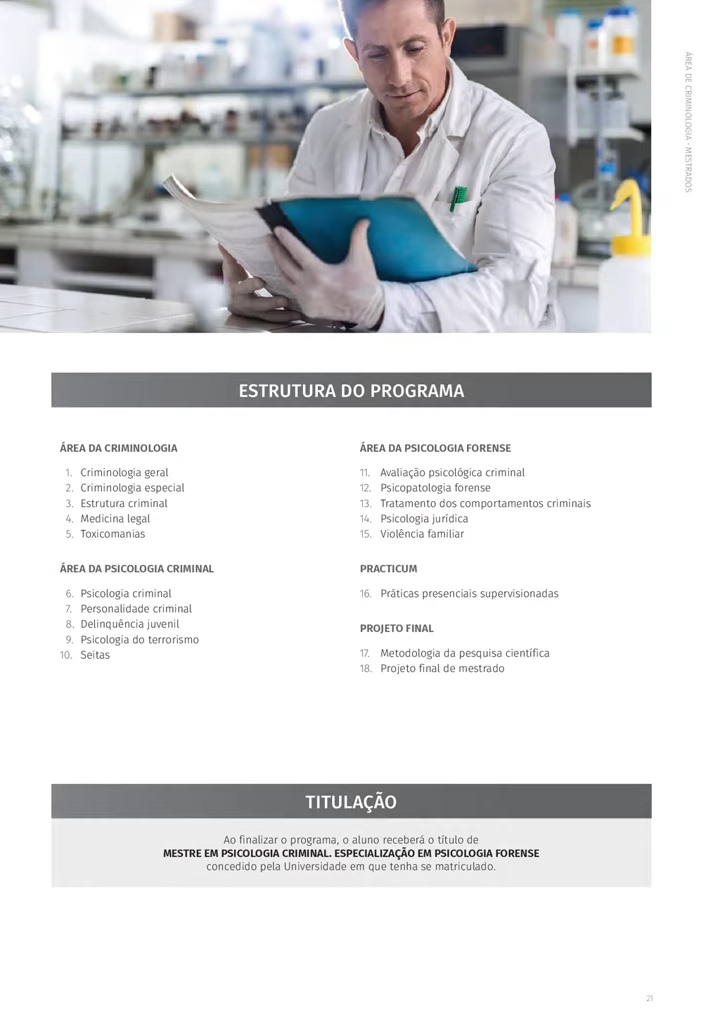 ÁREA DE CRIMINOLOGIA • MESTRADOS
ESTRUTURA DO PROGRAMA
ÁREA DA CRIMINOLOGIA
1. Criminologia geral
2. Criminologia especial
3. Estrutura criminal
4. Medicina legal
5. Toxicomanias
ÁREA DA PSICOLOGIA CRIMINAL
6. Psicologia criminal
7. Personalidade criminal
8. Delinquência juvenil
9. Psicologia do terrorismo
10. Seitas
ÁREA DA PSICOLOGIA FORENSE
11. Avaliação psicológica criminal
12. Psicopatologia forense
13. Tratamento dos comportamentos criminais
14. Psicologia jurídica
15. Violência familiar
PRACTICUM
16. Práticas presenciais supervisionadas
PROJETO FINAL
17. Metodologia da pesquisa científica
18. Projeto final de mestrado
TITULAÇÃO
Ao finalizar o programa, o aluno receberá o título de
MESTRE EM PSICOLOGIA CRIMINAL. ESPECIALIZAÇÃO EM PSICOLOGIA FORENSE
concedido pela Universidade em que tenha se matriculado.
21